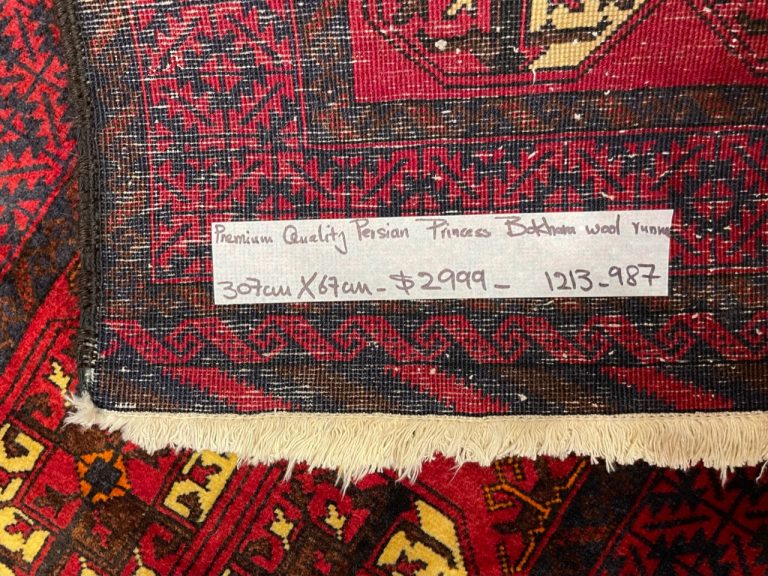 Premium Quality Persian Princess Bokhara wool runner
307cm X 67cm - $2999 - 1213-987